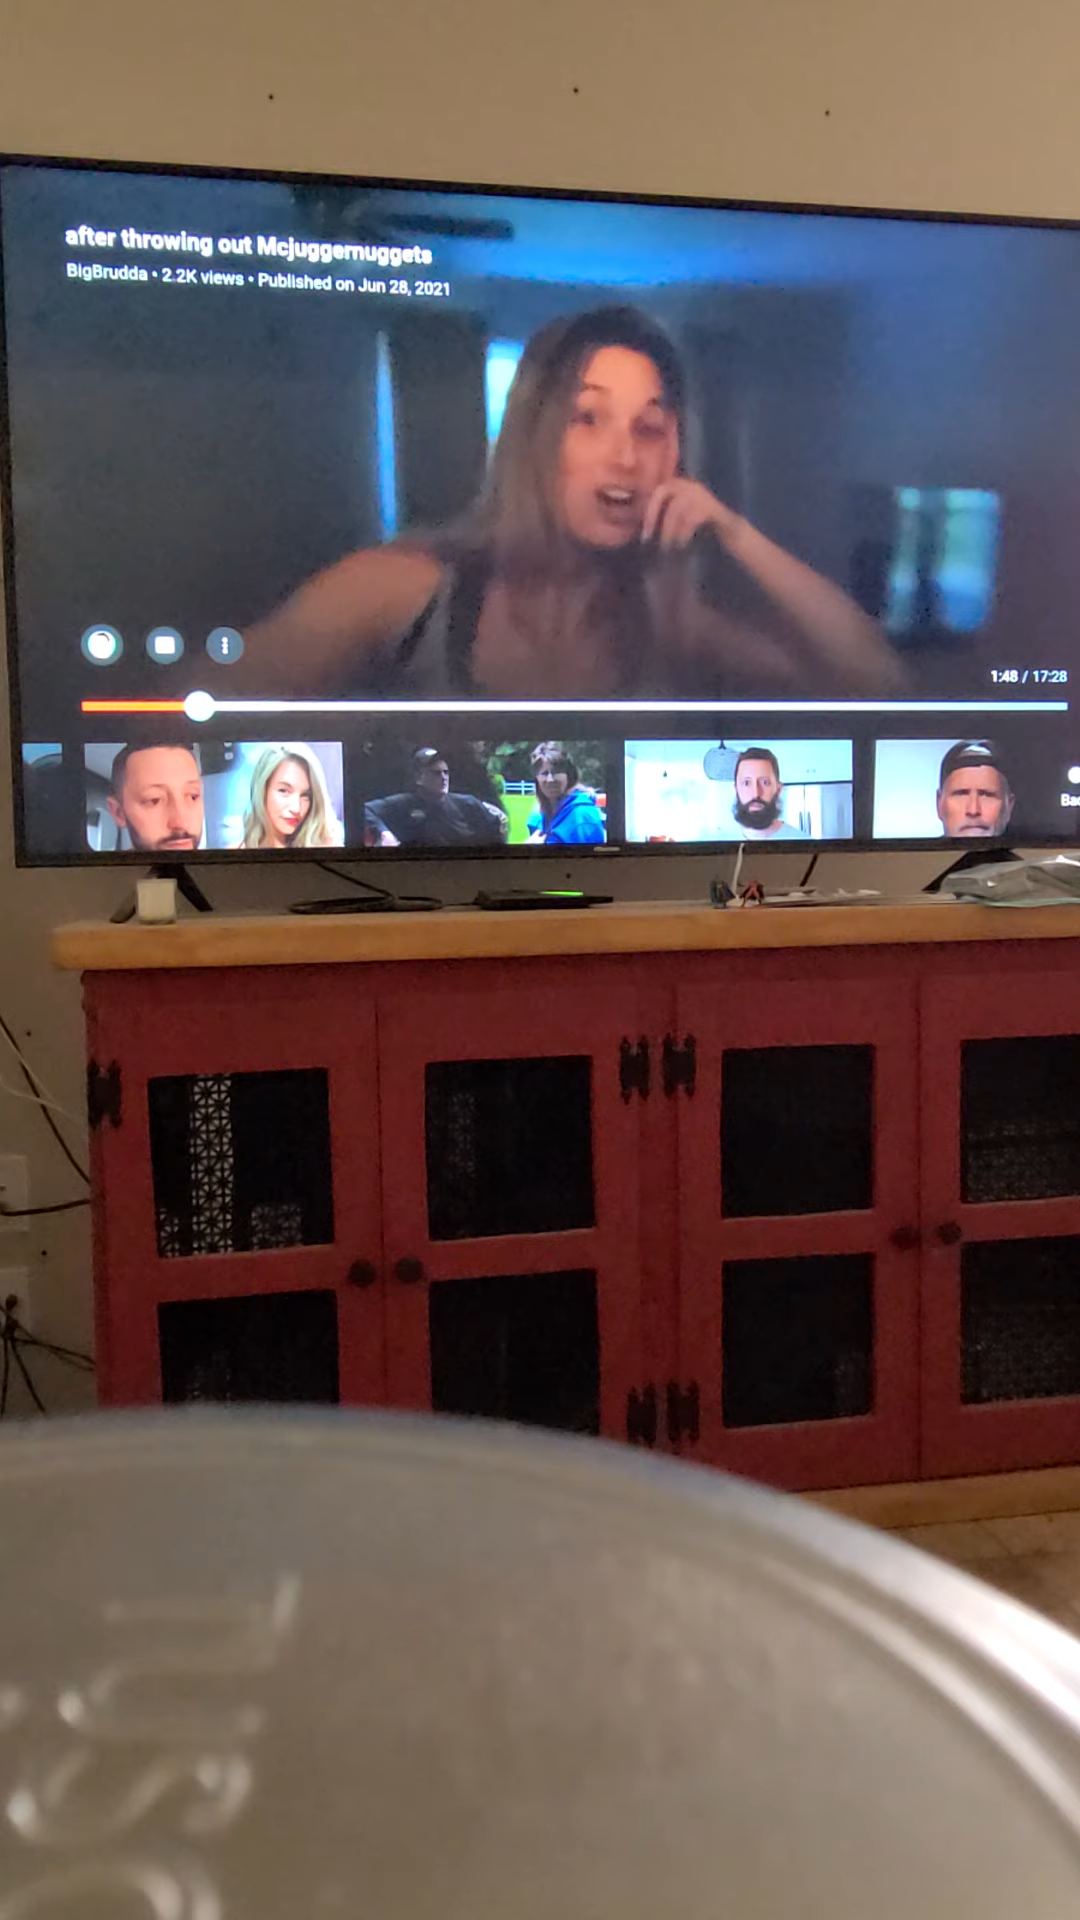 after throwing out Mcjuggernuggets
BigBrudda • 2.2K views • Published on Jun 28, 2021
1:48 / 17:28